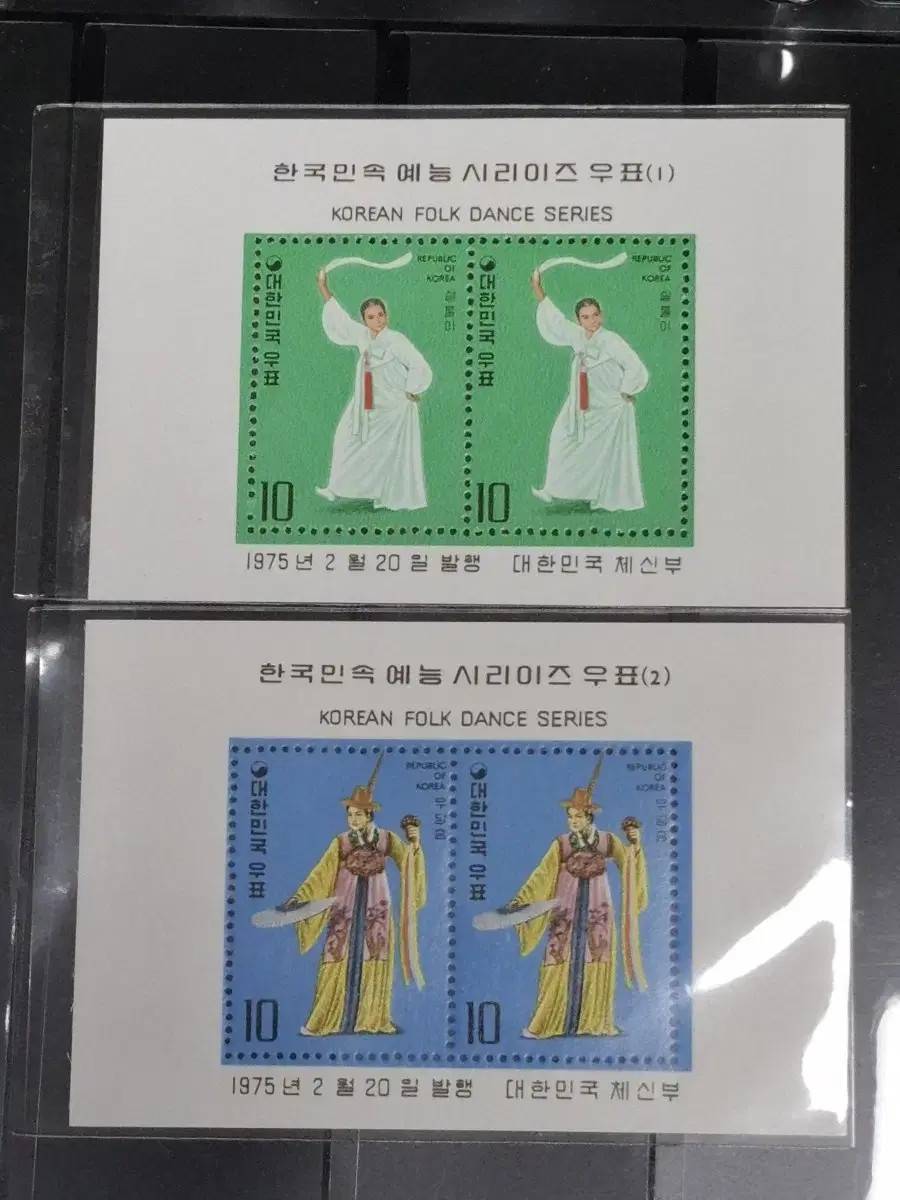 한국민속 예능 시리이즈 우표(1)
KOREAN FOLK DANCE SERIES
대한민국 우표
REPUBLIC
OF
KOREA
살풀이
10
대한민국 우표
REPUBLIC
OF
KOREA
살풀이
10
1975년 2월 20일 발행 대한민국 체신부
한국민속 예능 시리이즈 우표(2)
KOREAN FOLK DANCE SERIES
대한민국 우표
REPUBLIC
OF
KOREA
무당춤
10
대한민국 우표
REPUBLIC
OF
KOREA
무당춤
10
1975년 2월 20일 발행 대한민국 체신부